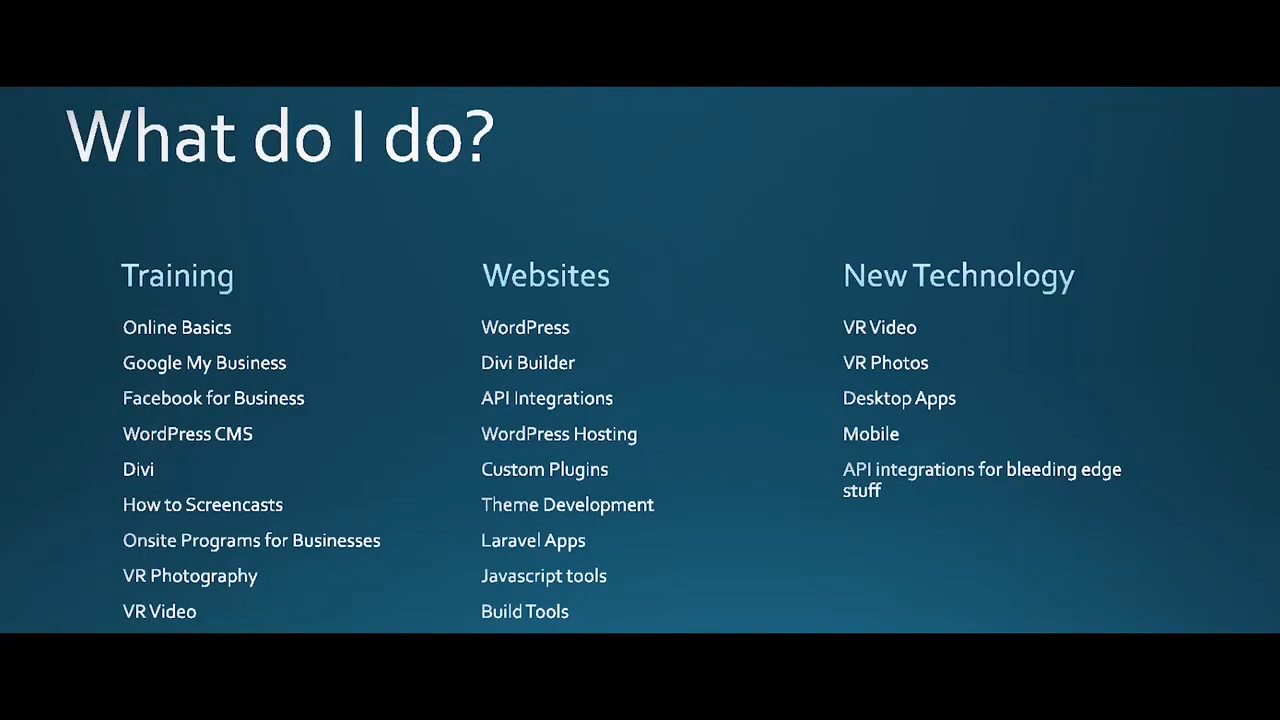 What do I do?
Training
Online Basics
Google My Business
Facebook for Business
WordPress CMS
Divi
How to Screencasts
Onsite Programs for Businesses
VR Photography
VR Video
Websites
WordPress
Divi Builder
API Integrations
WordPress Hosting
Custom Plugins
Theme Development
Laravel Apps
Javascript tools
Build Tools
New Technology
VR Video
VR Photos
Desktop Apps
Mobile
API integrations for bleeding edge
stuff